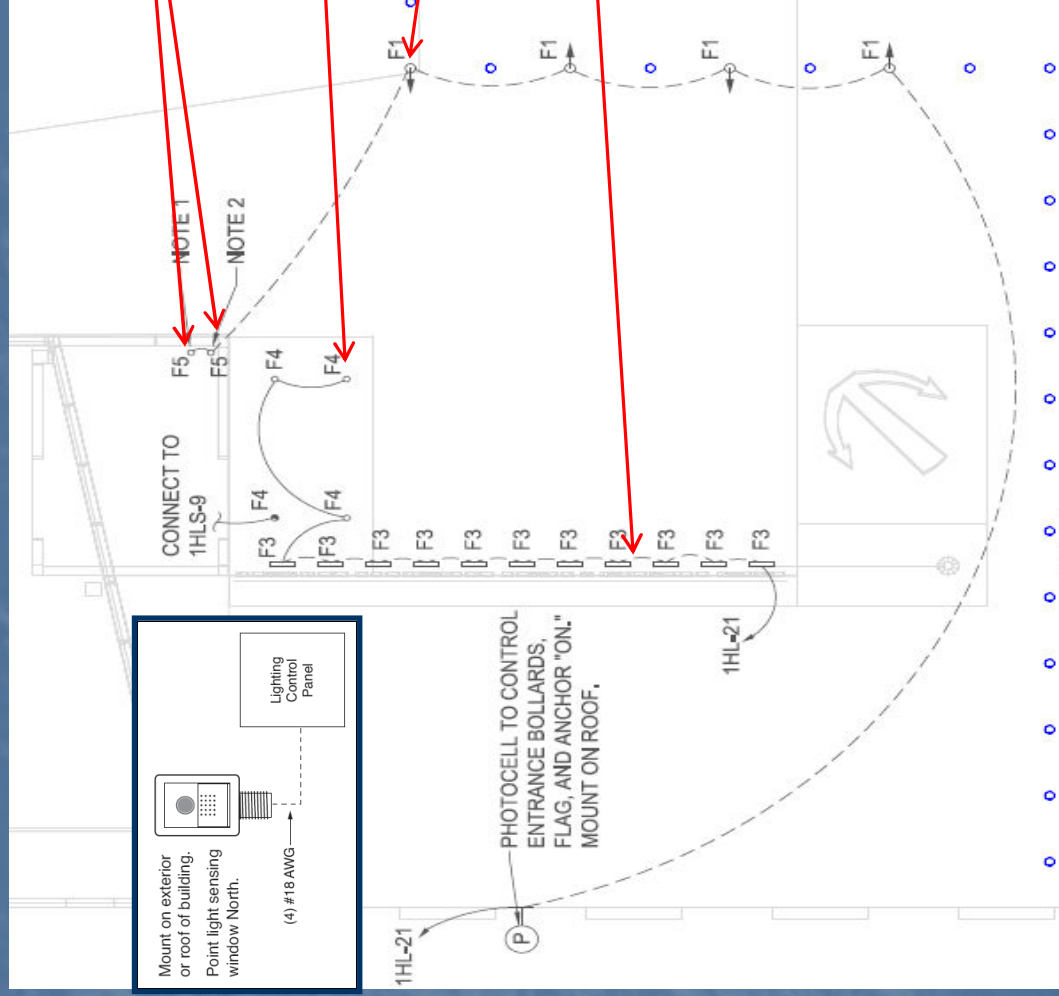 F1
F1
F1
F1
NOTE 1
NOTE 2
F5
F5
F4
F4
CONNECT TO
1HLS-9
F4
F4
F3
F3
F3
F3
F3
F3
F3
F3
F3
F3
F3
1HL-21
PHOTOCELL TO CONTROL
ENTRANCE BOLLARDS,
FLAG, AND ANCHOR "ON."
MOUNT ON ROOF.
P
1HL-21
Mount on exterior
or roof of building.
Point light sensing
window North.
(4) #18 AWG
Lighting
Control
Panel